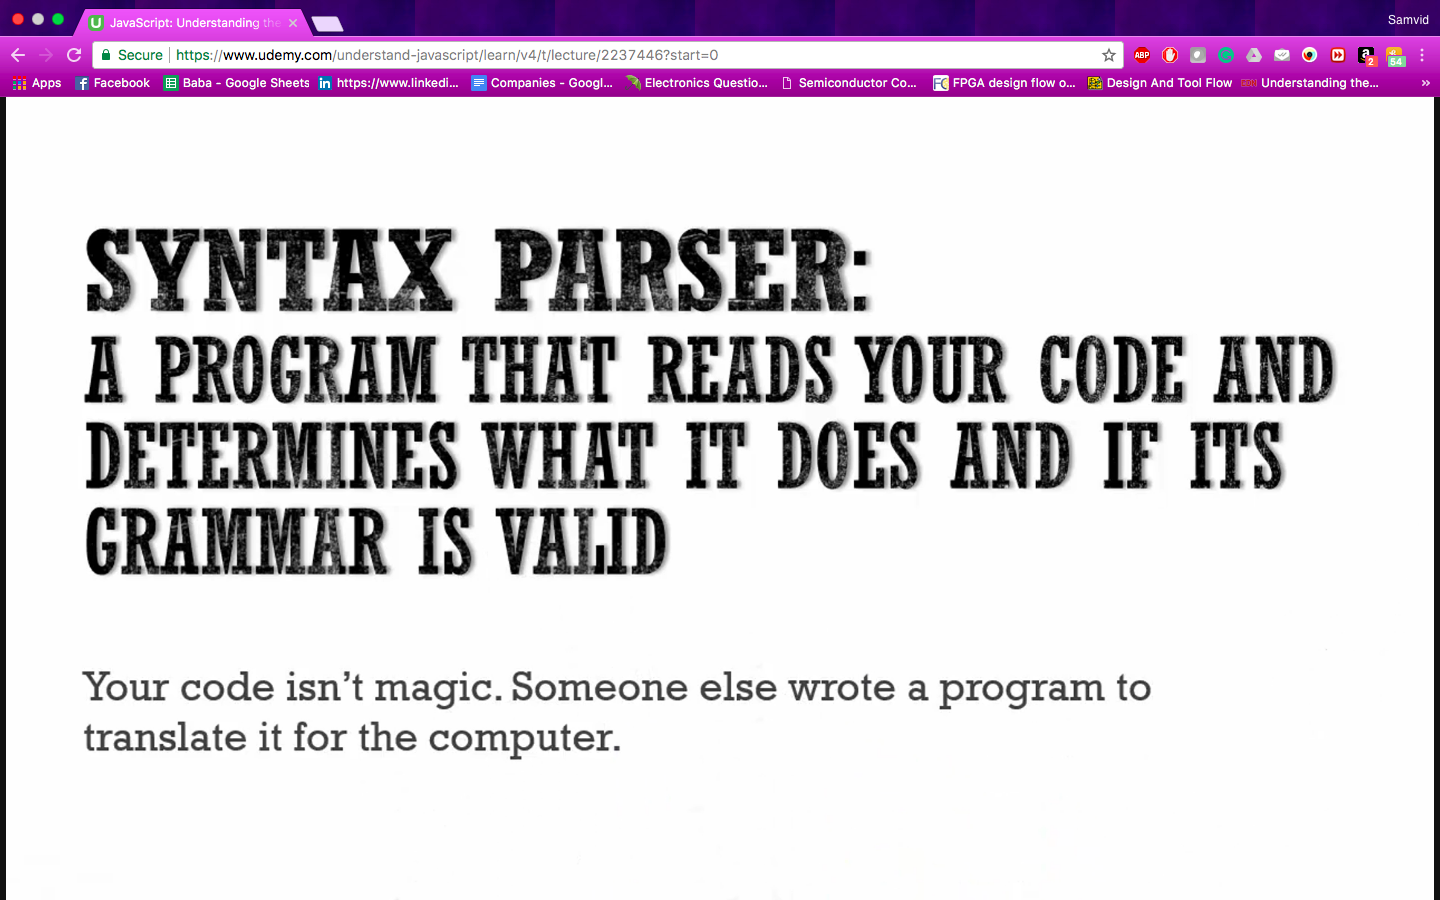 JavaScript: Understanding the
Samvid
Secure https://www.udemy.com/understand-javascript/learn/v4/t/lecture/2237446?start=0
ABP
2
54
Apps Facebook Baba - Google Sheets https://www.linkedi... Companies - Googl... Electronics Questio... Semiconductor Co... FPGA design flow o... Design And Tool Flow Understanding the... »
SYNTAX PARSER:
A PROGRAM THAT READS YOUR CODE AND
DETERMINES WHAT IT DOES AND IF ITS
GRAMMAR IS VALID
Your code isn't magic. Someone else wrote a program to
translate it for the computer.